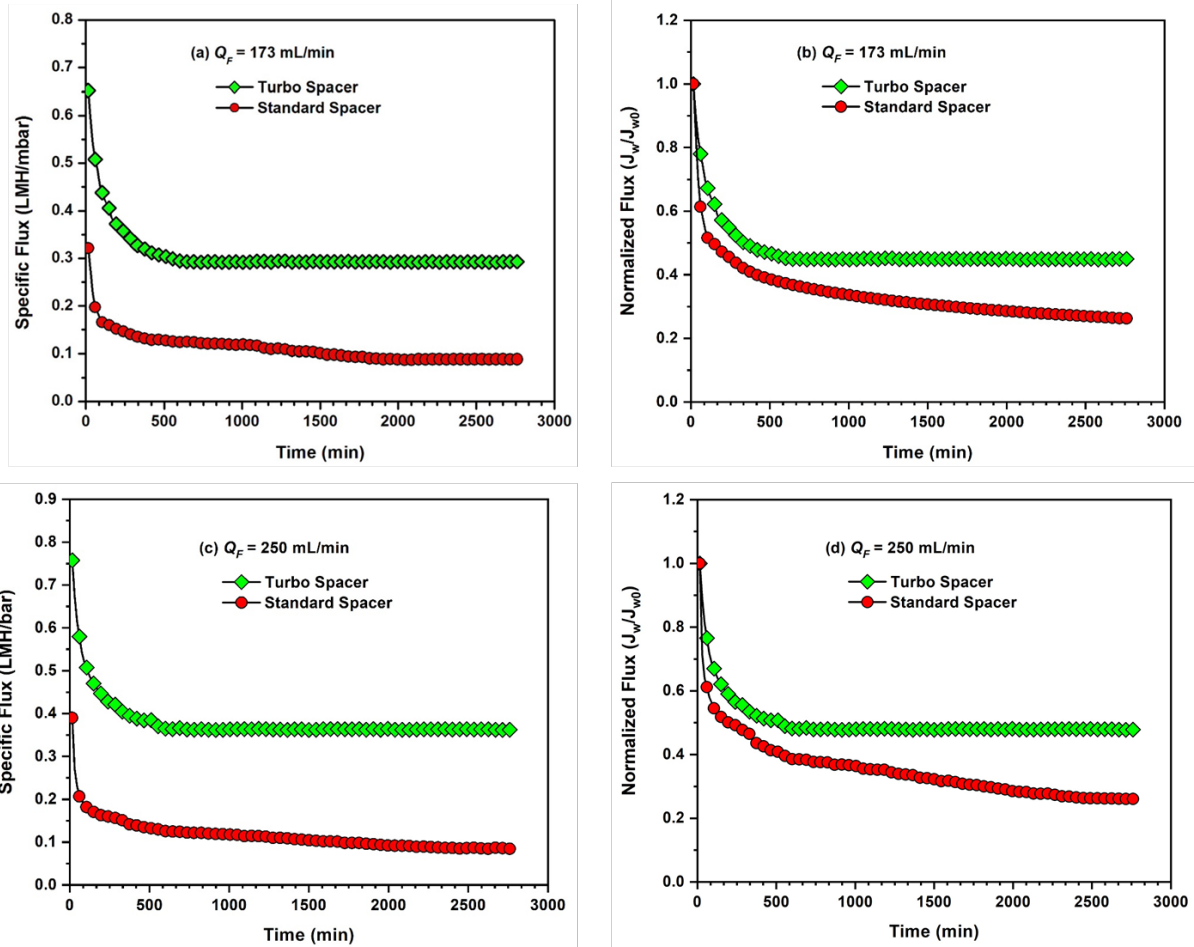 0.8
0.7
0.6
0.5
0.4
0.3
0.2
0.1
0.0
Specific Flux (LMH/mbar)
(a) QF = 173 mL/min
Turbo Spacer
Standard Spacer
0 500 1000 1500 2000 2500 3000
Time (min)
1.2
1.0
0.8
0.6
0.4
0.2
0.0
Normalized Flux (Jw/Jw0)
(b) QF = 173 mL/min
Turbo Spacer
Standard Spacer
0 500 1000 1500 2000 2500 3000
Time (min)
0.9
0.8
0.7
0.6
0.5
0.4
0.3
0.2
0.1
0.0
Specific Flux (LMH/bar)
(c) QF = 250 mL/min
Turbo Spacer
Standard Spacer
0 500 1000 1500 2000 2500 3000
Time (min)
1.2
1.0
0.8
0.6
0.4
0.2
0.0
Normalized Flux (Jw/Jw0)
(d) QF = 250 mL/min
Turbo Spacer
Standard Spacer
0 500 1000 1500 2000 2500 3000
Time (min)